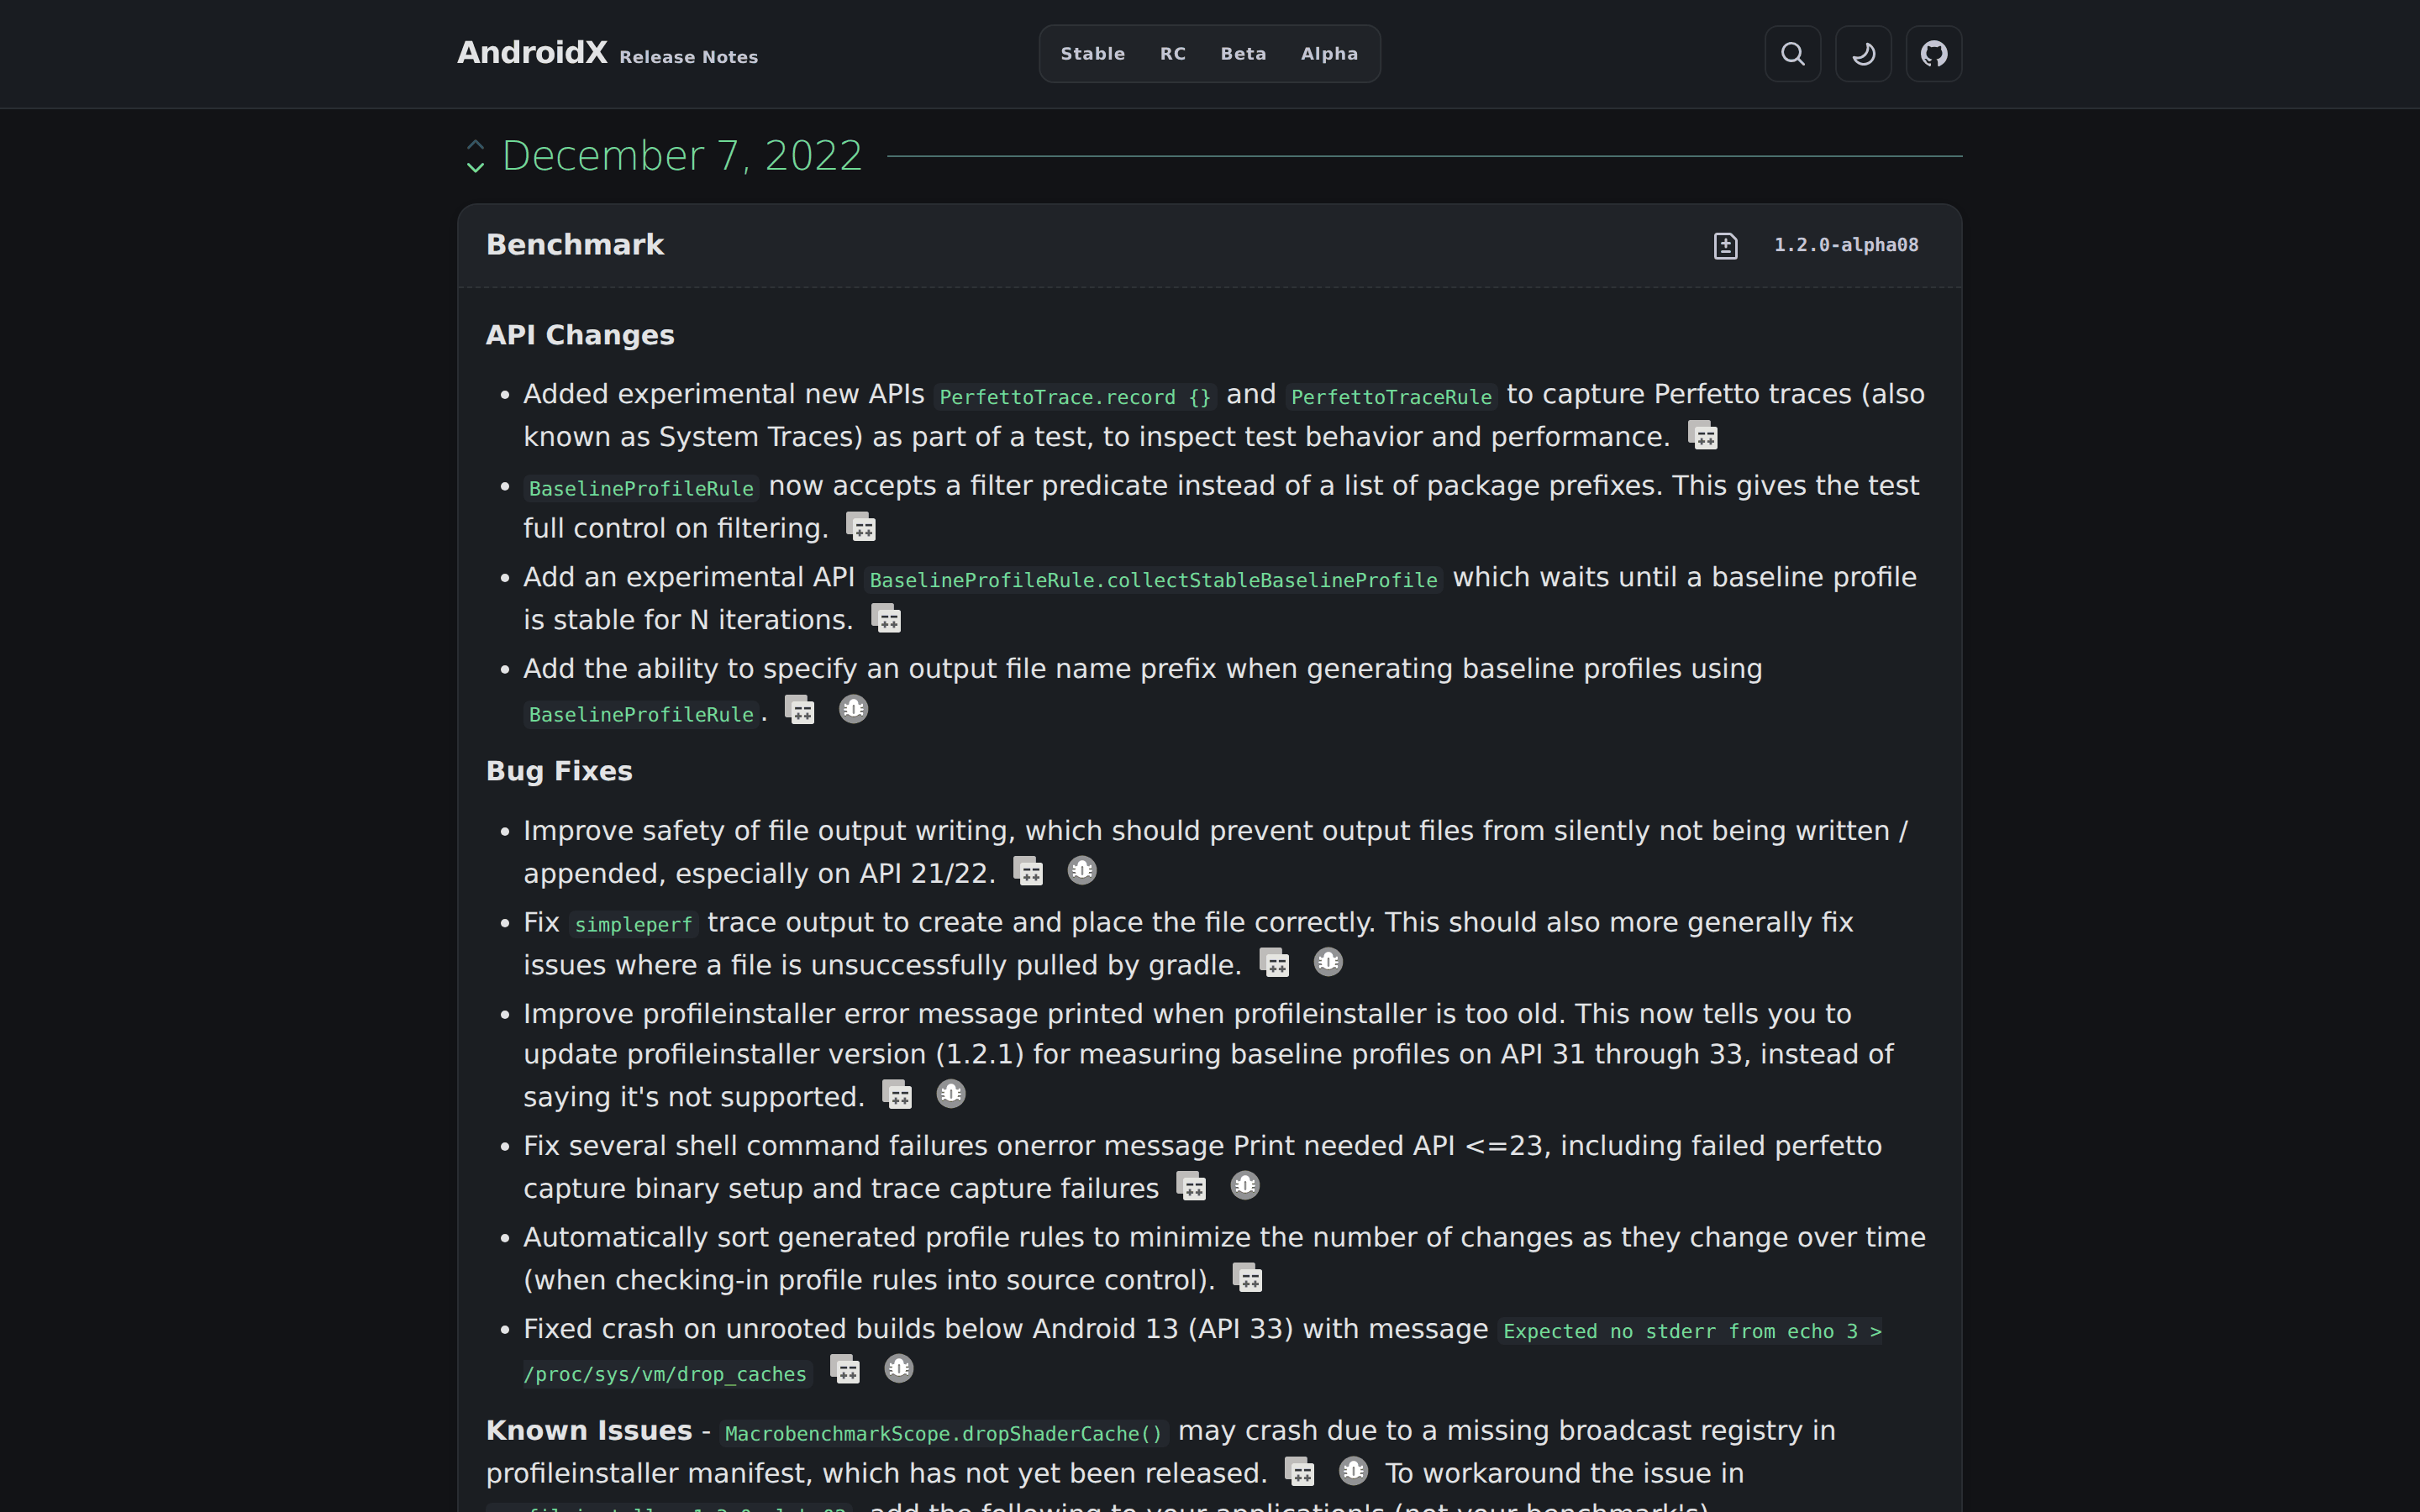 AndroidX Release Notes
Stable RC Beta Alpha
December 7, 2022
Benchmark
1.2.0-alpha08
API Changes
Added experimental new APIs PerfettoTrace.record {} and PerfettoTraceRule to capture Perfetto traces (also
known as System Traces) as part of a test, to inspect test behavior and performance.
BaselineProfileRule now accepts a filter predicate instead of a list of package prefixes. This gives the test
full control on filtering.
Add an experimental API BaselineProfileRule.collectStableBaselineProfile which waits until a baseline profile
is stable for N iterations.
Add the ability to specify an output file name prefix when generating baseline profiles using
BaselineProfileRule.
Bug Fixes
Improve safety of file output writing, which should prevent output files from silently not being written /
appended, especially on API 21/22.
Fix simpleperf trace output to create and place the file correctly. This should also more generally fix
issues where a file is unsuccessfully pulled by gradle.
Improve profileinstaller error message printed when profileinstaller is too old. This now tells you to
update profileinstaller version (1.2.1) for measuring baseline profiles on API 31 through 33, instead of
saying it's not supported.
Fix several shell command failures onerror message Print needed API <=23, including failed perfetto
capture binary setup and trace capture failures
Automatically sort generated profile rules to minimize the number of changes as they change over time
(when checking-in profile rules into source control).
Fixed crash on unrooted builds below Android 13 (API 33) with message Expected no stderr from echo 3 >
/proc/sys/vm/drop_caches
Known Issues - MacrobenchmarkScope.dropShaderCache() may crash due to a missing broadcast registry in
profileinstaller manifest, which has not yet been released. To workaround the issue in
add the following to your application's (not your benchmark's)